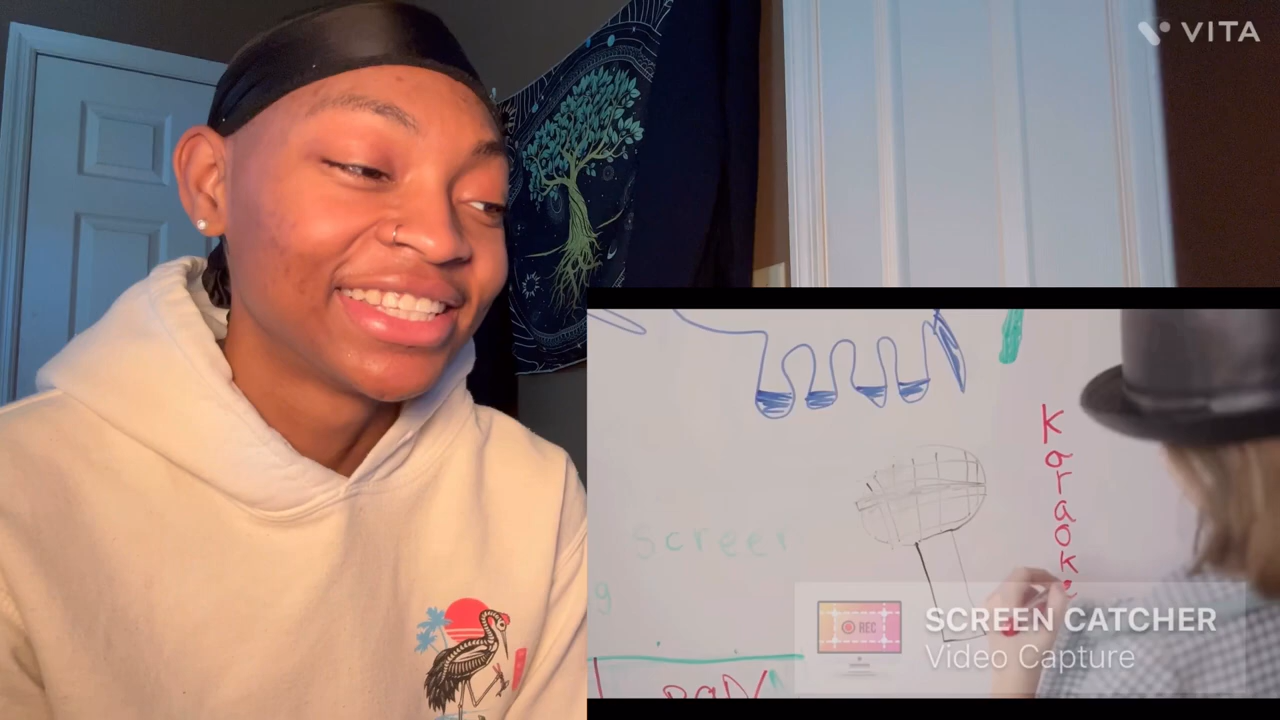 VITA
Karaoke
screen
REC
SCREEN CATCHER
Video Capture